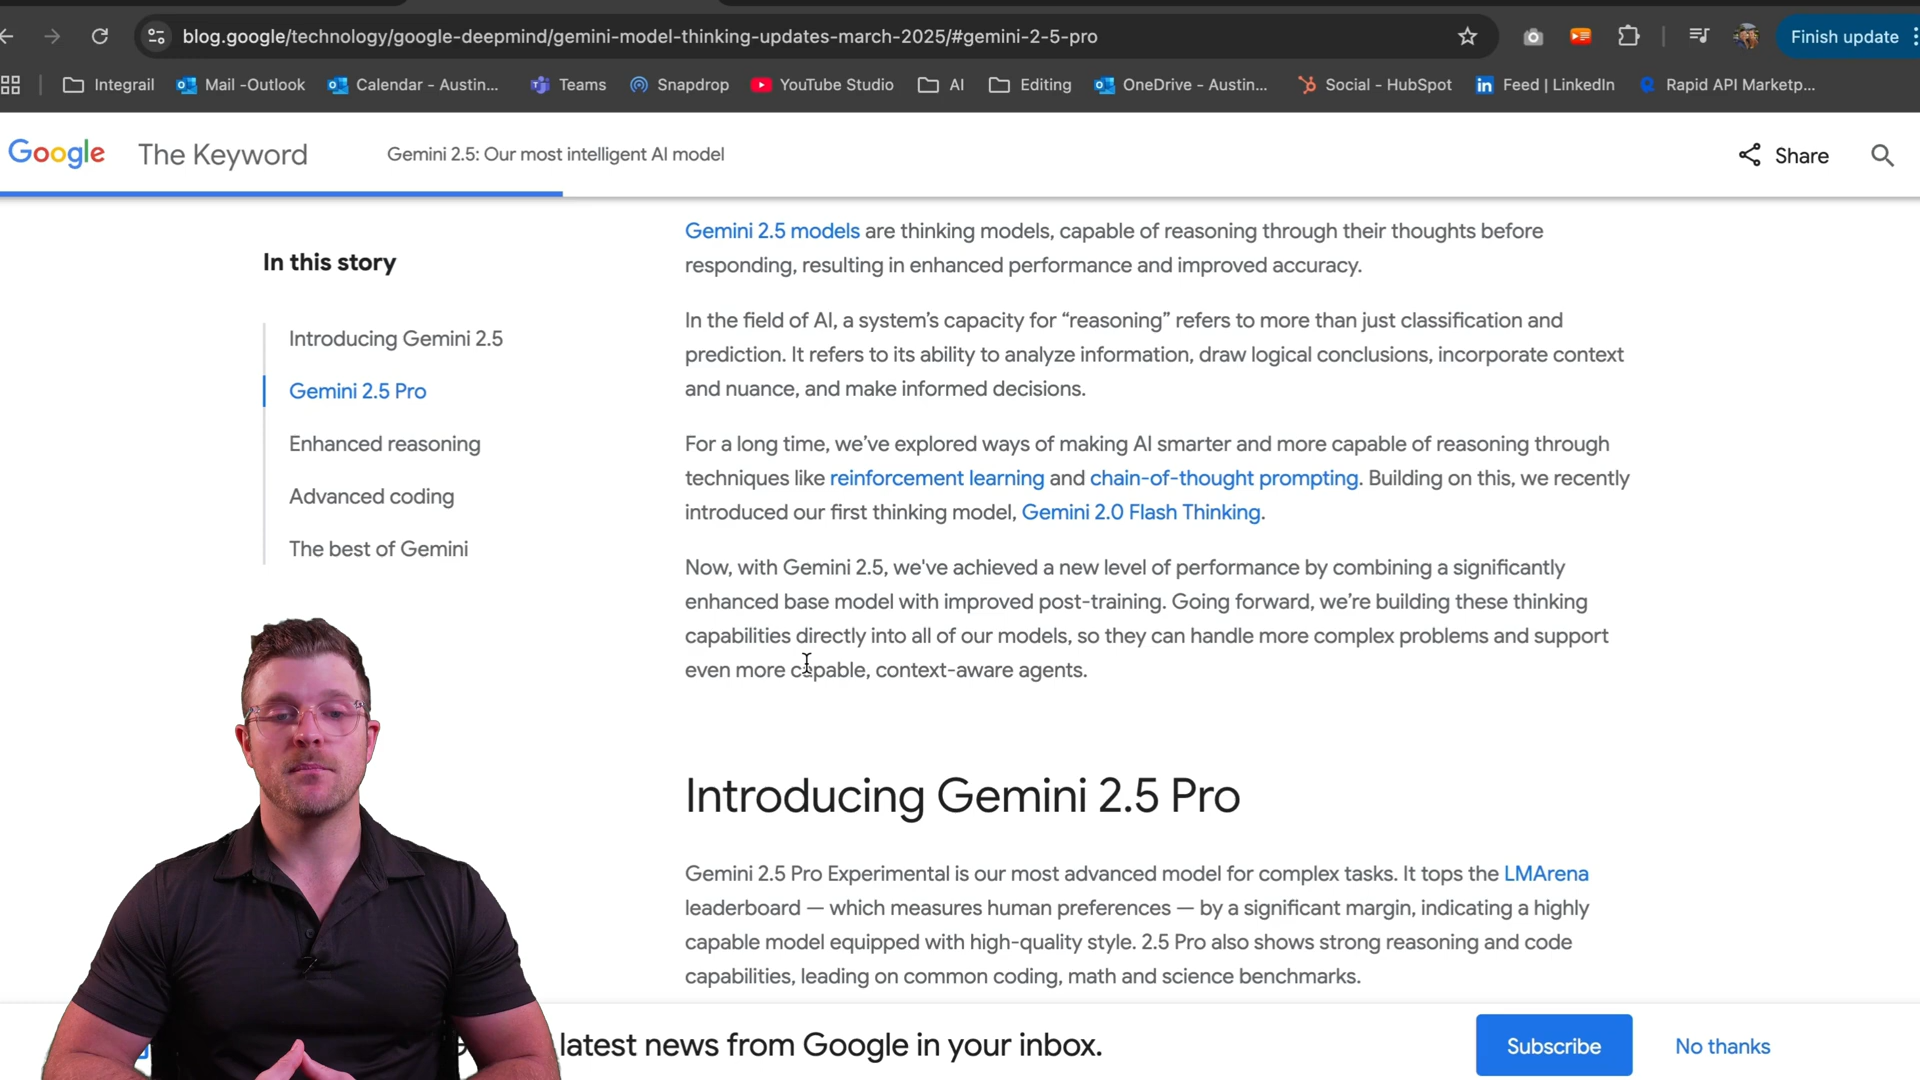 blog.google/technology/google-deepmind/gemini-model-thinking-updates-march-2025/#gemini-2-5-pro
Finish update
Integrail
Mail -Outlook
Calendar - Austin...
Teams
Snapdrop
YouTube Studio
AI
Editing
OneDrive - Austin...
Social - HubSpot
Feed | LinkedIn
Rapid API Marketp...
Google
The Keyword
Gemini 2.5: Our most intelligent AI model
Share
In this story
Introducing Gemini 2.5
Gemini 2.5 Pro
Enhanced reasoning
Advanced coding
The best of Gemini
Gemini 2.5 models are thinking models, capable of reasoning through their thoughts before
responding, resulting in enhanced performance and improved accuracy.
In the field of AI, a system’s capacity for “reasoning” refers to more than just classification and
prediction. It refers to its ability to analyze information, draw logical conclusions, incorporate context
and nuance, and make informed decisions.
For a long time, we’ve explored ways of making AI smarter and more capable of reasoning through
techniques like reinforcement learning and chain-of-thought prompting. Building on this, we recently
introduced our first thinking model, Gemini 2.0 Flash Thinking.
Now, with Gemini 2.5, we've achieved a new level of performance by combining a significantly
enhanced base model with improved post-training. Going forward, we’re building these thinking
capabilities directly into all of our models, so they can handle more complex problems and support
even more capable, context-aware agents.
Introducing Gemini 2.5 Pro
Gemini 2.5 Pro Experimental is our most advanced model for complex tasks. It tops the LMArena
leaderboard — which measures human preferences — by a significant margin, indicating a highly
capable model equipped with high-quality style. 2.5 Pro also shows strong reasoning and code
capabilities, leading on common coding, math and science benchmarks.
latest news from Google in your inbox.
Subscribe
No thanks